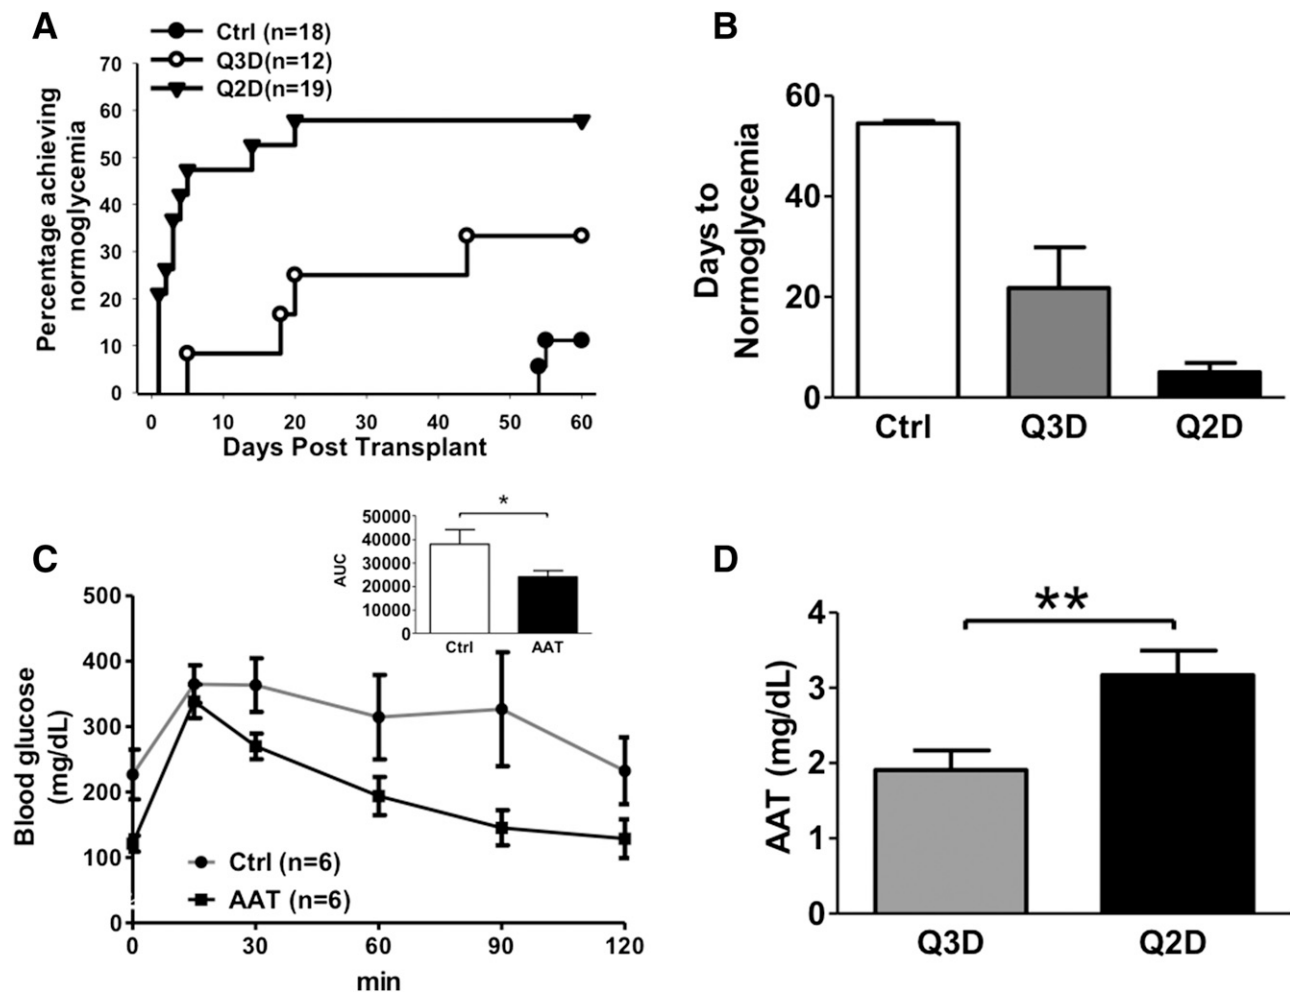 A
Ctrl (n=18)
Q3D(n=12)
Q2D(n=19)
Percentage achieving
normoglycemia
70
60
50
40
30
20
10
0
0 10 20 30 40 50 60
Days Post Transplant
B
Days to
Normoglycemia
60
40
20
0
Ctrl Q3D Q2D
C
Blood glucose
(mg/dL)
500
400
300
200
100
0
0 30 60 90 120
min
Ctrl (n=6)
AAT (n=6)
AUC
50000
40000
30000
20000
10000
0
*
Ctrl AAT
D
AAT (mg/dL)
4
3
2
1
0
**
Q3D Q2D